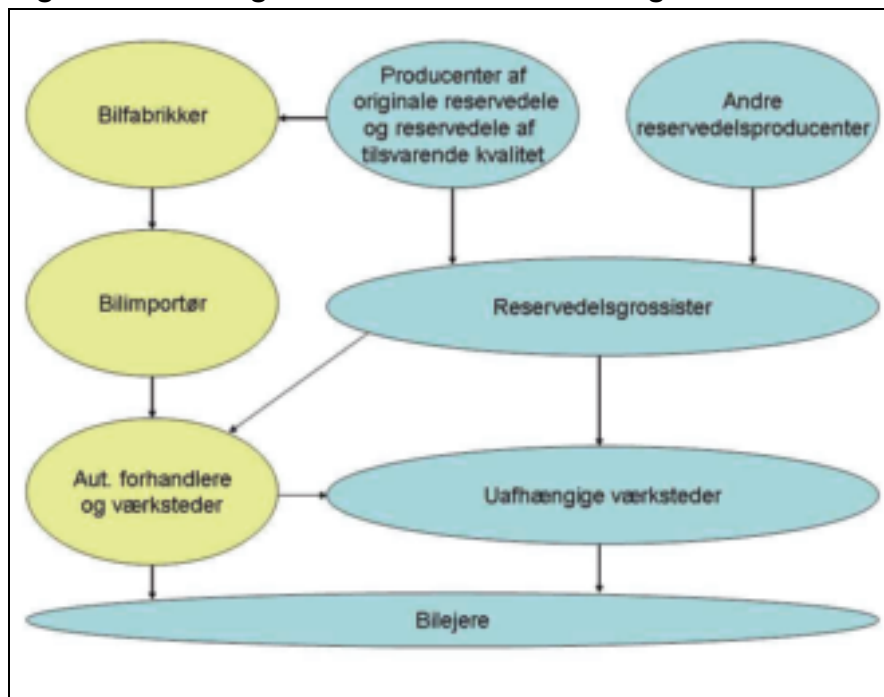 Bilfabrikker
Producenter af
originale reservedele
og reservedele af
tilsvarende kvalitet
Andre
reservedelsproducenter
Bilimportør
Reservedelsgrossister
Aut. forhandlere
og værksteder
Uafhængige værksteder
Bilejere